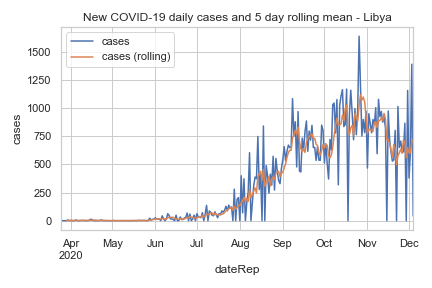 New COVID-19 daily cases and 5 day rolling mean - Libya
cases
cases (rolling)
cases
1500
1250
1000
750
500
250
0
Apr May Jun Jul Aug Sep Oct Nov Dec
2020
dateRep